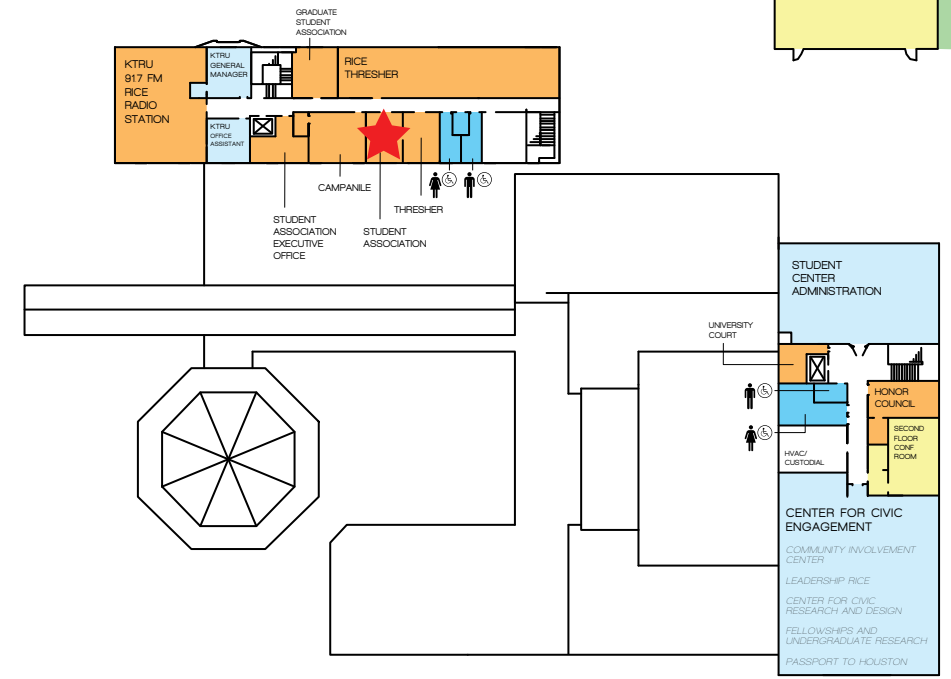 GRADUATE
STUDENT
ASSOCIATION
KTRU
917 FM
RICE
RADIO
STATION
KTRU
GENERAL
MANAGER
RICE
THRESHER
KTRU
OFFICE
ASSISTANT
CAMPANILE
THRESHER
STUDENT
ASSOCIATION
EXECUTIVE
OFFICE
STUDENT
ASSOCIATION
STUDENT
CENTER
ADMINISTRATION
UNIVERSITY
COURT
HONOR
COUNCIL
SECOND
FLOOR
CONF
ROOM
HVAC/
CUSTODIAL
CENTER FOR CIVIC
ENGAGEMENT
COMMUNITY INVOLVEMENT
CENTER
LEADERSHIP RICE
CENTER FOR CIVIC
RESEARCH AND DESIGN
FELLOWSHIPS AND
UNDERGRADUATE RESEARCH
PASSPORT TO HOUSTON